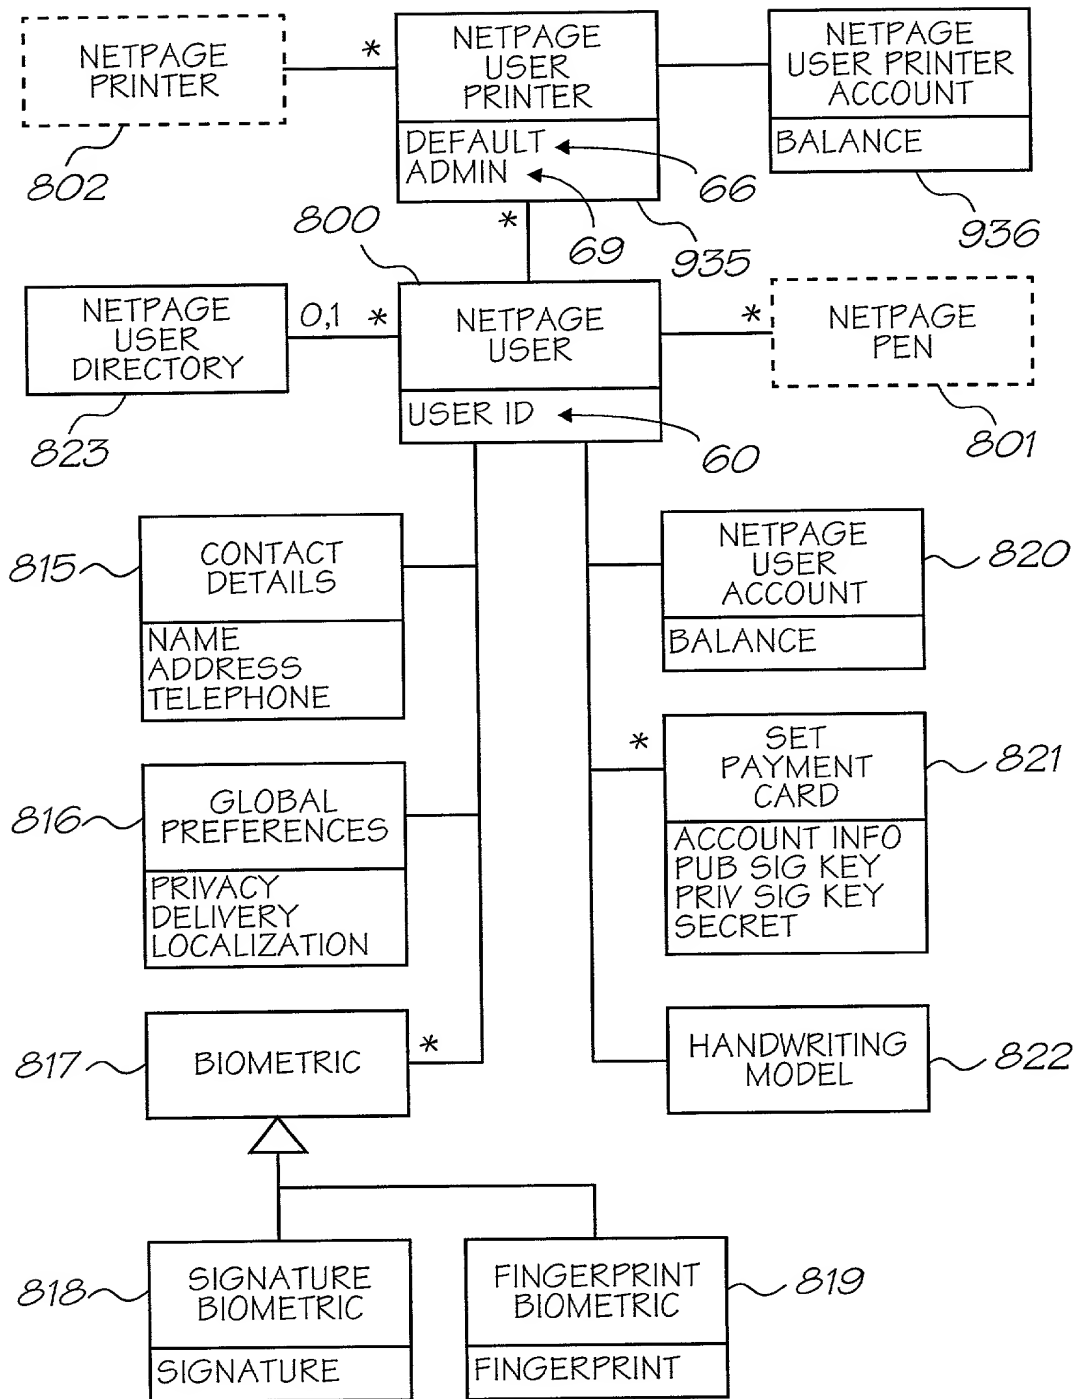 NETPAGE
PRINTER
802
*
NETPAGE
USER
PRINTER
DEFAULT
ADMIN
66
69
935
NETPAGE
USER PRINTER
ACCOUNT
BALANCE
936
*
800
NETPAGE
USER
DIRECTORY
823
0,1 *
NETPAGE
USER
USER ID
60
*
NETPAGE
PEN
801
815
CONTACT
DETAILS
NAME
ADDRESS
TELEPHONE
NETPAGE
USER
ACCOUNT
BALANCE
820
816
GLOBAL
PREFERENCES
PRIVACY
DELIVERY
LOCALIZATION
*
SET
PAYMENT
CARD
ACCOUNT INFO
PUB SIG KEY
PRIV SIG KEY
SECRET
821
817
BIOMETRIC
*
HANDWRITING
MODEL
822
818
SIGNATURE
BIOMETRIC
SIGNATURE
FINGERPRINT
BIOMETRIC
FINGERPRINT
819